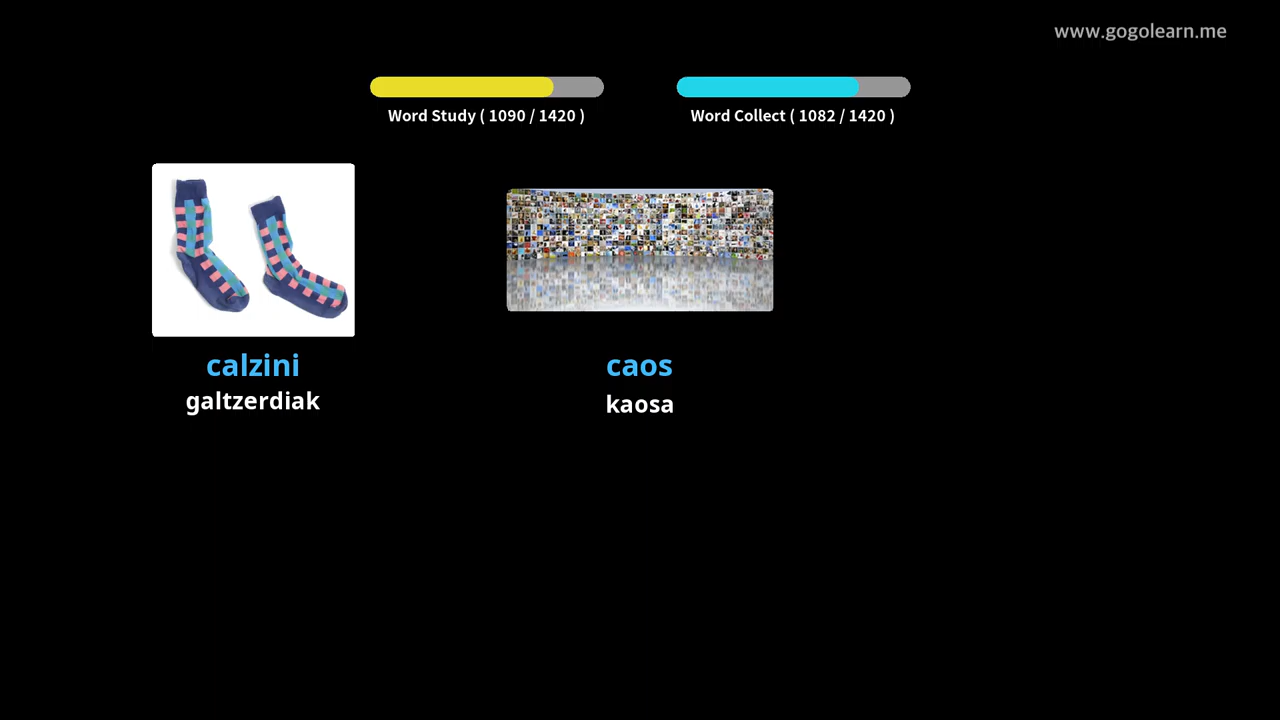 www.gogolearn.me
Word Study ( 1090 / 1420 )
Word Collect ( 1082 / 1420 )
calzini
galtzerdiak
caos
kaosa